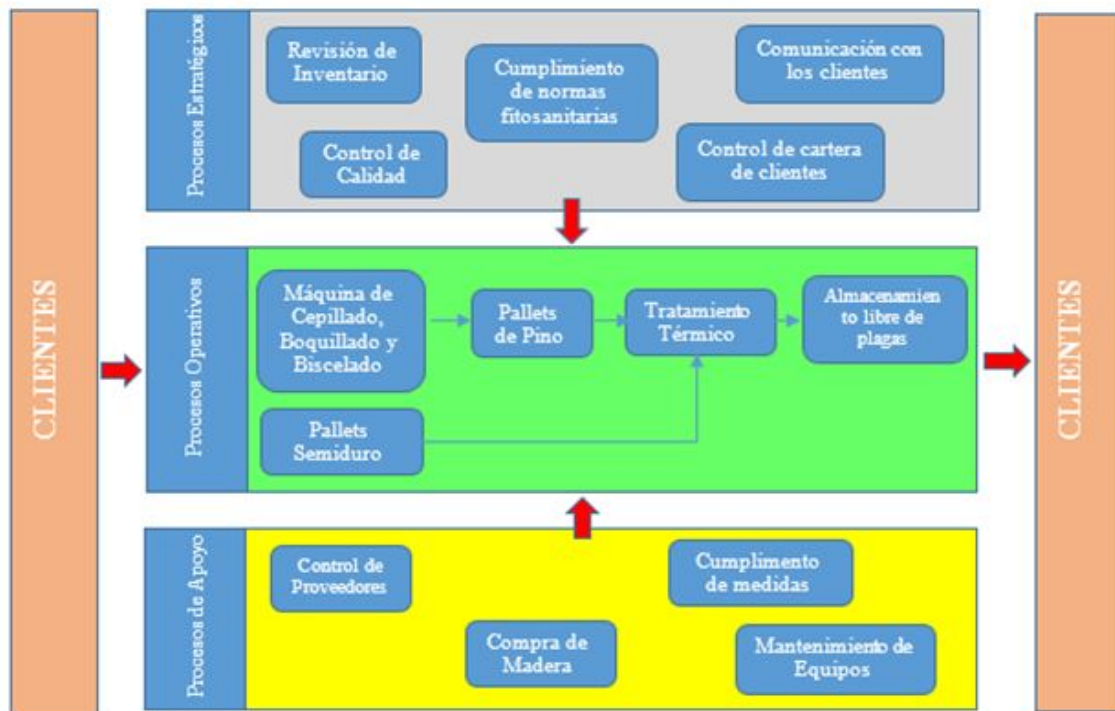 CLIENTES
Procesos Estratégicos
Revisión de
Inventario
Cumplimiento
de normas
fitosanitarias
Comunicación con
los clientes
Control de
Calidad
Control de cartera
de clientes
Procesos Operativos
Máquina de
Cepillado,
Boquillado y
Biscelado
Pallets
de Pino
Tratamiento
Térmico
Almacenamien
to libre de
plagas
Pallets
Semiduro
Procesos de Apoyo
Control de
Proveedores
Cumplimento
de medidas
Compra de
Madera
Mantenimiento de
Equipos
CLIENTES